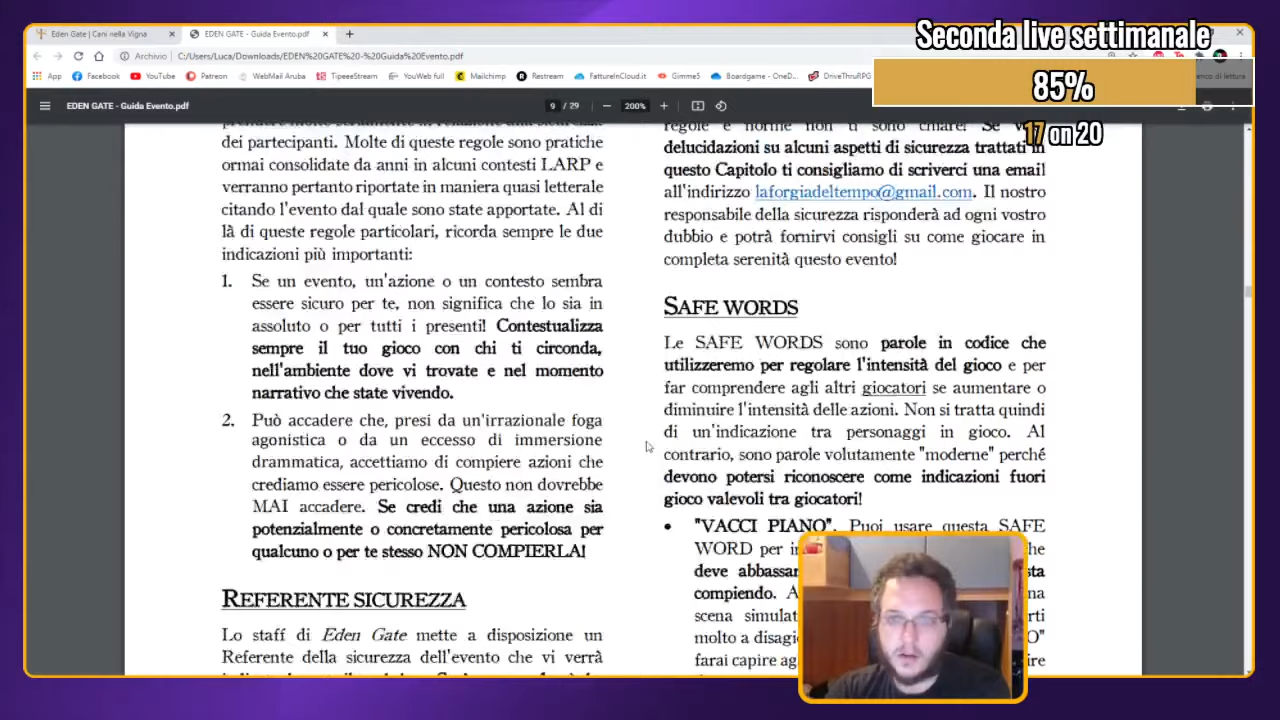 Seconda live settimanale
85%
17 on 20
Eden Gate | Cani nella Vigna
EDEN GATE - Guida Evento.pdf
Archivio | C:/Users/Luca/Downloads/EDEN%20GATE%20-%20Guida%20Evento.pdf
App Facebook YouTube Patreon WebMail Aruba TipeeeStream YouWeb full Mailchimp Restream FattureInCloud.it Gimme5 Boardgame - OneD... DriveThruRPG
EDEN GATE - Guida Evento.pdf
9 / 29
200%
dei partecipanti. Molte di queste regole sono pratiche
ormai consolidate da anni in alcuni contesti LARP e
verranno pertanto riportate in maniera quasi letterale
citando l'evento dal quale sono state apportate. Al di
là di queste regole particolari, ricorda sempre le due
indicazioni più importanti:
1. Se un evento, un'azione o un contesto sembra
essere sicuro per te, non significa che lo sia in
assoluto o per tutti i presenti! Contestualizza
sempre il tuo gioco con chi ti circonda,
nell'ambiente dove vi trovate e nel momento
narrativo che state vivendo.
2. Può accadere che, presi da un'irrazionale foga
agonistica o da un eccesso di immersione
drammatica, accettiamo di compiere azioni che
crediamo essere pericolose. Questo non dovrebbe
MAI accadere. Se credi che una azione sia
potenzialmente o concretamente pericolosa per
qualcuno o per te stesso NON COMPIERLA!
REFERENTE SICUREZZA
Lo staff di Eden Gate mette a disposizione un
Referente della sicurezza dell'evento che vi verrà
regole e norme non ti sono chiare! Se
delucidazioni su alcuni aspetti di sicurezza trattati in
questo Capitolo ti consigliamo di scriverci una email
all'indirizzo laforgiadeltempo@gmail.com. Il nostro
responsabile della sicurezza risponderà ad ogni vostro
dubbio e potrà fornirvi consigli su come giocare in
completa serenità questo evento!
SAFE WORDS
Le SAFE WORDS sono parole in codice che
utilizzeremo per regolare l'intensità del gioco e per
far comprendere agli altri giocatori se aumentare o
diminuire l'intensità delle azioni. Non si tratta quindi
di un'indicazione tra personaggi in gioco. Al
contrario, sono parole volutamente "moderne" perché
devono potersi riconoscere come indicazioni fuori
gioco valevoli tra giocatori!
• "VACCI PIANO". Puoi usare questa SAFE
WORD per
deve abbassar
compiendo.
scena simulat
molto a disagi
farai capire ag